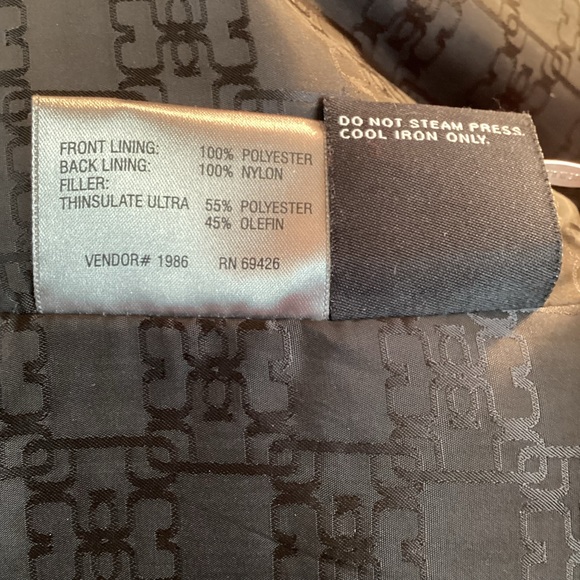 FRONT LINING: 100% POLYESTER
BACK LINING: 100% NYLON
FILLER:
THINSULATE ULTRA 55% POLYESTER
45% OLEFIN
VENDOR# 1986 RN 69426
DO NOT STEAM PRESS.
COOL IRON ONLY.